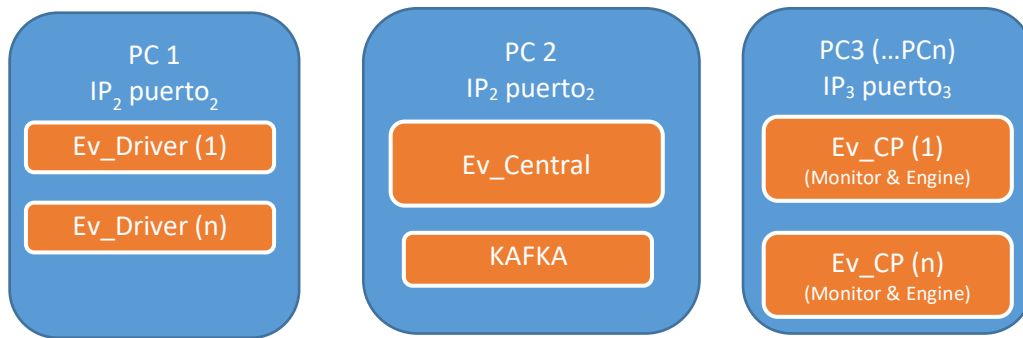 PC 1
IP₂ puerto₂
Ev_Driver (1)
Ev_Driver (n)
PC 2
IP₂ puerto₂
Ev_Central
KAFKA
PC3 (...PCn)
IP₃ puerto₃
Ev_CP (1)
(Monitor & Engine)
Ev_CP (n)
(Monitor & Engine)